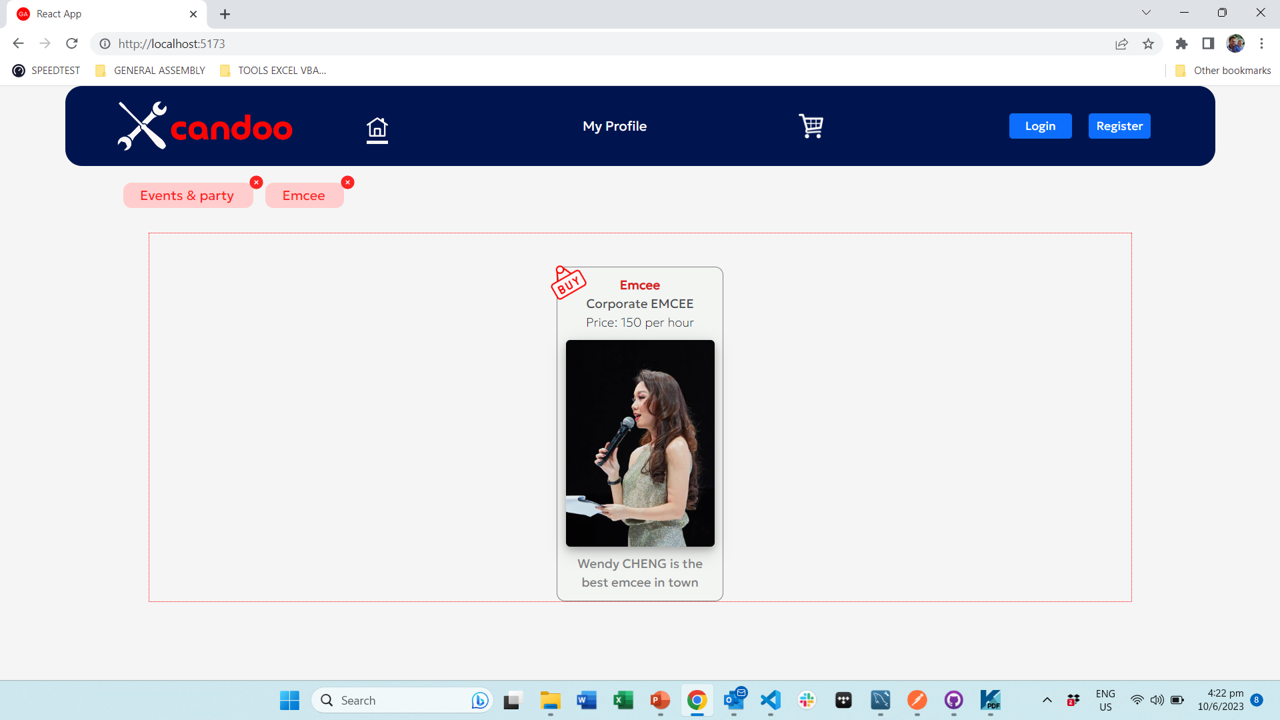 GA React App
http://localhost:5173
SPEEDTEST GENERAL ASSEMBLY TOOLS EXCEL VBA... Other bookmarks
candoo My Profile Login Register
Events & party Emcee
BUY
Emcee
Corporate EMCEE
Price: 150 per hour
Wendy CHENG is the
best emcee in town
Search
ENG
US
4:22 pm
10/6/2023
8